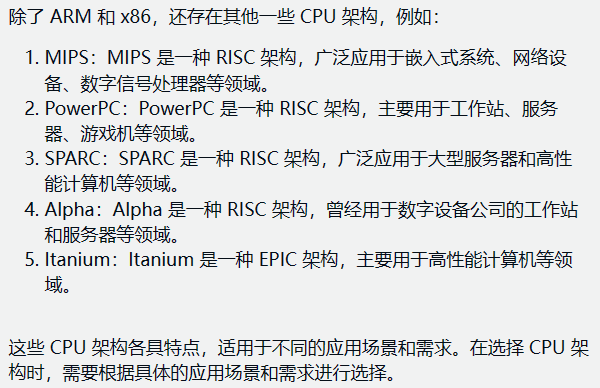 除了 ARM 和 x86，还存在其他一些 CPU 架构，例如：
1. MIPS：MIPS 是一种 RISC 架构，广泛应用于嵌入式系统、网络设
备、数字信号处理器等领域。
2. PowerPC：PowerPC 是一种 RISC 架构，主要用于工作站、服务
器、游戏机等领域。
3. SPARC：SPARC 是一种 RISC 架构，广泛应用于大型服务器和高性
能计算机等领域。
4. Alpha：Alpha 是一种 RISC 架构，曾经用于数字设备公司的工作站
和服务器等领域。
5. Itanium：Itanium 是一种 EPIC 架构，主要用于高性能计算机等领
域。
这些 CPU 架构各具特点，适用于不同的应用场景和需求。在选择 CPU 架
构时，需要根据具体的应用场景和需求进行选择。